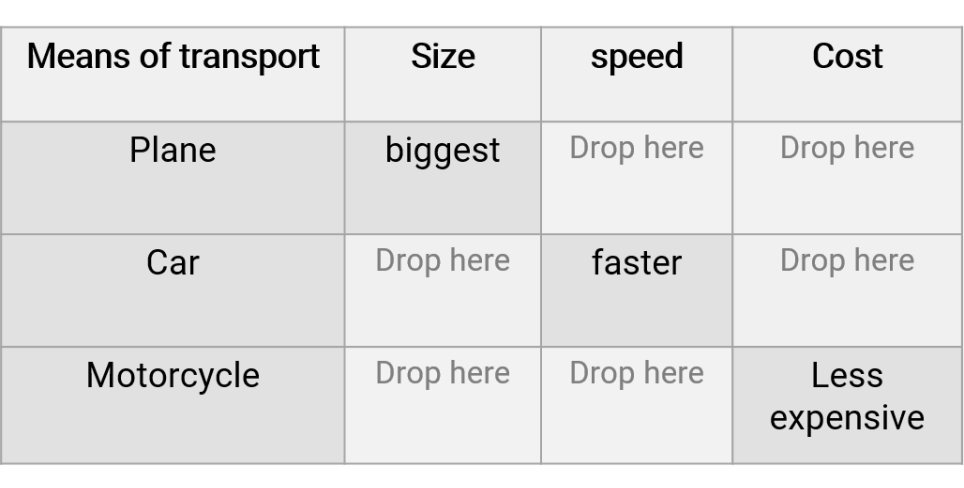 Means of transport Size speed Cost
Plane biggest Drop here Drop here
Car Drop here faster Drop here
Motorcycle Drop here Drop here Less
expensive